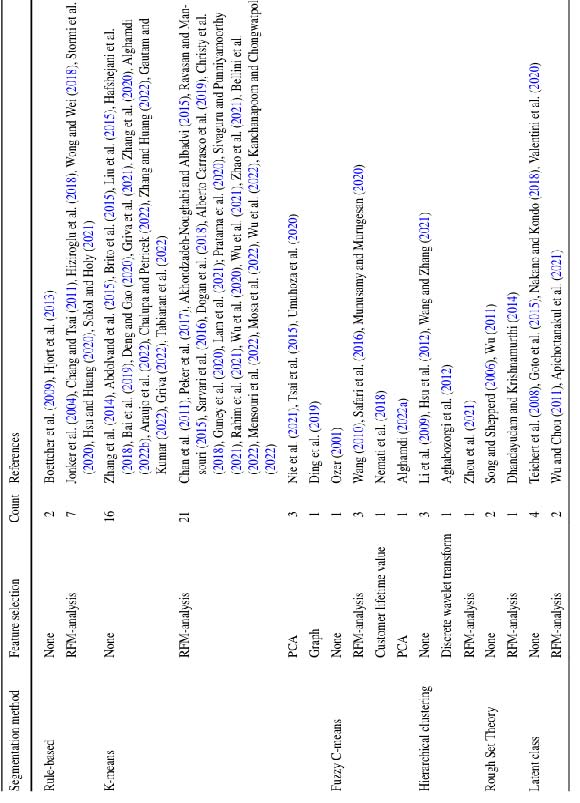 Segmentation method Feature selection Count References
Rule-based None 2 Boettcher et al. (2009), Hjort et al. (2013)
RFM-analysis 7 Jonker et al. (2004), Chiang and Tsai (2011), Hiziroglu et al. (2018), Wong and Wei (2018), Stormi et al.
(2020), Hsu and Huang (2020), Sokol and Holy (2021)
K-means None 16 Zhang et al. (2014), Abdolvand et al. (2015), Brito et al. (2015), Liu et al. (2015), Hafshejani et al.
(2018), Bai et al. (2019), Deng and Gao (2020), Griva et al. (2021), Zhang et al. (2020), Alghamdi
(2022b), Araujo et al. (2022), Chalupa and Petricek (2022), Zhang and Huang (2022), Gautam and
Kumar (2022), Griva (2022), Tabianan et al. (2022)
RFM-analysis 21 Chan et al. (2011), Peker et al. (2017), Akhondzadeh-Noughabi and Albadvi (2015), Ravasan and Man-
souri (2015), Sarvari et al. (2016), Dogan et al. (2018), Alberto Carrasco et al. (2019), Christy et al.
(2018), Guney et al. (2020), Lam et al. (2021); Pratama et al. (2020), Sivaguru and Punniyamoorthy
(2021), Rahim et al. (2021), Wu et al. (2020), Wu et al. (2021), Zhao et al. (2021), Bellini et al.
(2022), Mensouri et al. (2022), Mosa et al. (2022), Wu et al. (2022), Kanchanapoom and Chongwatpol
(2022)
PCA 3 Nie et al. (2021), Tsai et al. (2015), Umuhoza et al. (2020)
Graph 1 Ding et al. (2019)
Fuzzy C-means None 1 Ozer (2001)
RFM-analysis 3 Wang (2010), Safari et al. (2016), Munusamy and Murugesan (2020)
Customer lifetime value 1 Nemati et al. (2018)
PCA 1 Alghamdi (2022a)
Hierarchical clustering None 3 Li et al. (2009), Hsu et al. (2012), Wang and Zhang (2021)
Discrete wavelet transform 1 Aghabozorgi et al. (2012)
RFM-analysis 1 Zhou et al. (2021)
Rough Set Theory None 2 Song and Shepperd (2006), Wu (2011)
RFM-analysis 1 Dhandayudam and Krishnamurthi (2014)
Latent class None 4 Teichert et al. (2008), Goto et al. (2015), Nakano and Kondo (2018), Valentini et al. (2020)
RFM-analysis 2 Wu and Chou (2011), Apichottanakul et al. (2021)